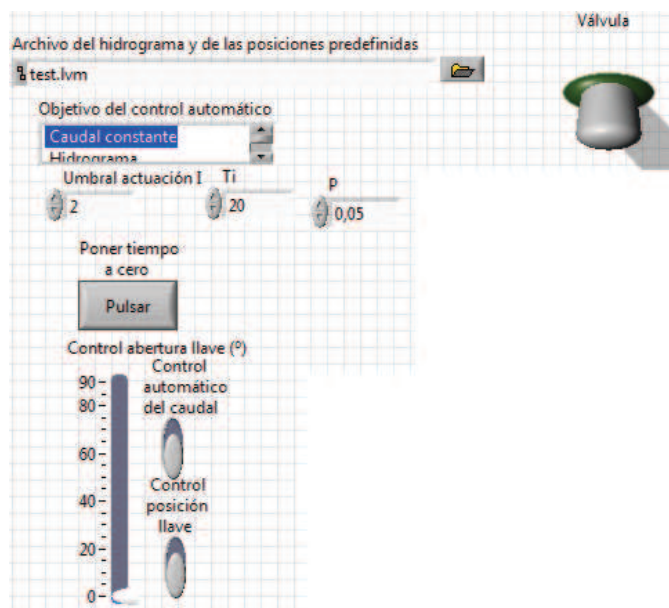 Válvula
Archivo del hidrograma y de las posiciones predefinidas
test.lvm
Objetivo del control automático
Caudal constante
Hidrograma
Umbral actuación I Ti p
2 20 0,05
Poner tiempo
a cero
Pulsar
Control abertura llave (º)
Control
automático
del caudal
90
80
60
40
20
0
Control
posición
llave